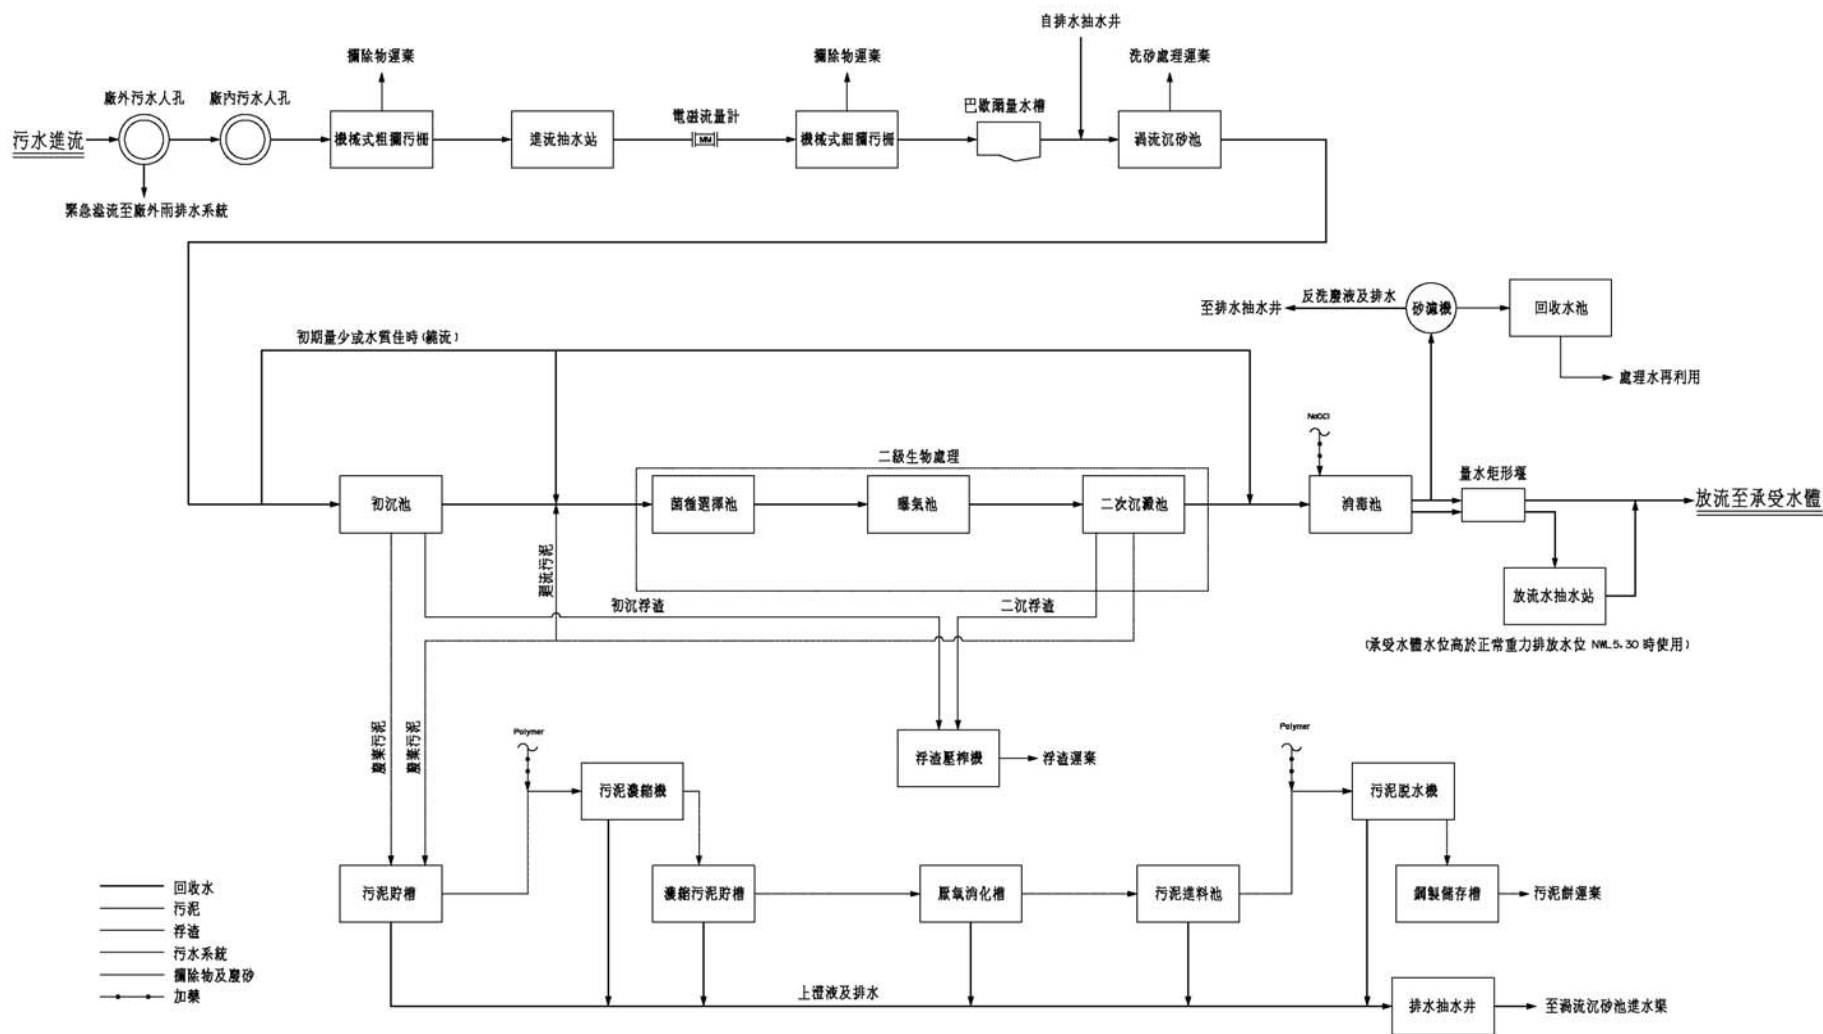 自排水抽水井
攔除物運棄
攔除物運棄
洗砂處理運棄
廠外污水人孔
廠內污水人孔
電磁流量計
巴歇爾量水槽
污水進流
機械式粗攔污柵
進流抽水站
MW
機械式細攔污柵
渦流沉砂池
緊急溢流至廠外雨排水系統
至排水抽水井
反洗廢液及排水
砂濾機
回收水池
初期量少或水質佳時(繞流)
處理水再利用
NaOCl
二級生物處理
量水矩形堰
初沉池
菌種選擇池
曝氣池
二次沉澱池
消毒池
放流至承受水體
迴流污泥
初沉浮渣
二沉浮渣
放流水抽水站
(承受水體水位高於正常重力排放水位 NWL5.30 時使用)
廢棄污泥
廢棄污泥
Polymer
Polymer
浮渣壓榨機
浮渣運棄
污泥濃縮機
污泥脫水機
污泥貯槽
濃縮污泥貯槽
厭氧消化槽
污泥進料池
鋼製儲存槽
污泥餅運棄
回收水
污泥
浮渣
污水系統
攔除物及廢砂
加藥
上澄液及排水
排水抽水井
至渦流沉砂池進水渠